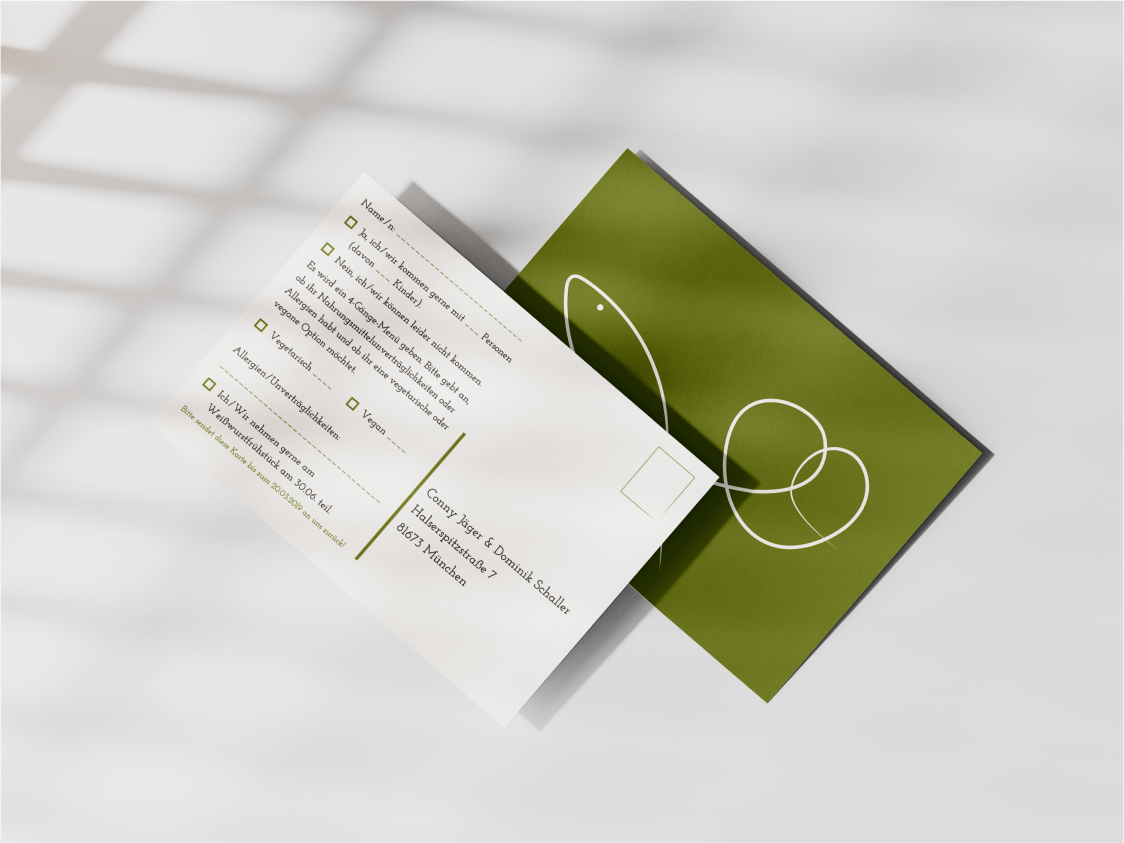 Name/n:
Ja, ich/wir kommen gerne mit Personen
(davon Kinder).
Nein, ich/wir können leider nicht kommen.
Es wird ein 4-Gänge-Menü geben. Bitte gebt an,
ob ihr Nahrungsmittelunverträglichkeiten oder
Allergien habt und ob ihr eine vegetarische oder
vegane Option möchtet.
Vegetarisch
Vegan
Allergien/Unverträglichkeiten:
Ich/Wir nehmen gerne am
Weißwurstfrühstück am 30.06. teil.
Bitte sendet diese Karte bis zum 20.03.2019 an uns zurück!
Conny Jäger & Dominik Schaller
Halserspitzstraße 7
81673 München